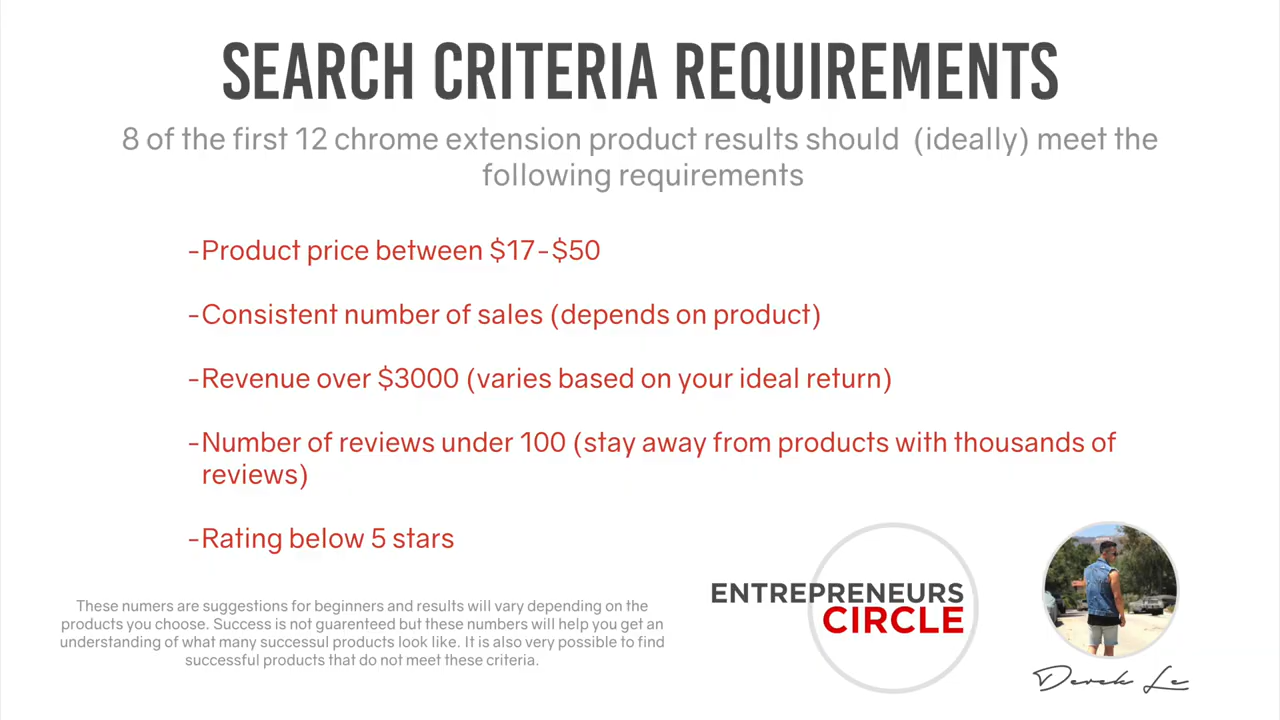 SEARCH CRITERIA REQUIREMENTS
8 of the first 12 chrome extension product results should (ideally) meet the
following requirements
-Product price between $17-$50
-Consistent number of sales (depends on product)
-Revenue over $3000 (varies based on your ideal return)
-Number of reviews under 100 (stay away from products with thousands of
reviews)
-Rating below 5 stars
These numers are suggestions for beginners and results will vary depending on the
products you choose. Success is not guarenteed but these numbers will help you get an
understanding of what many successful products look like. It is also very possible to find
successful products that do not meet these criteria.
ENTREPRENEURS
CIRCLE
Derek Le